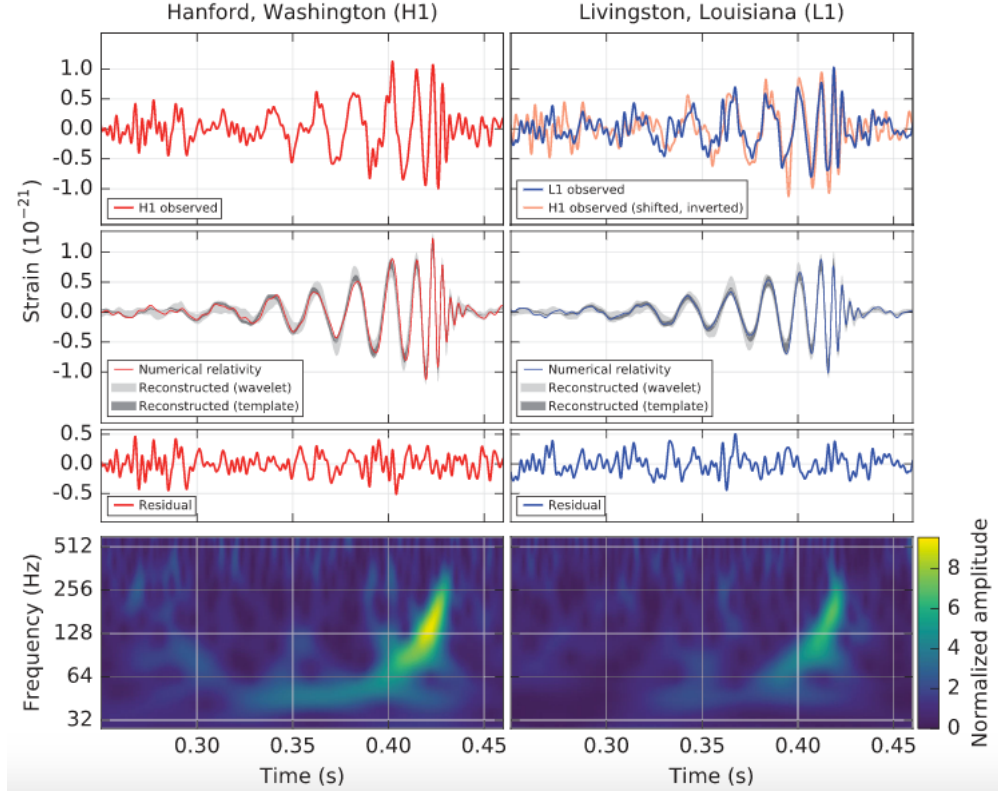 Hanford, Washington (H1)
Livingston, Louisiana (L1)
Strain (10⁻²¹)
1.0
0.5
0.0
-0.5
-1.0
H1 observed
L1 observed
H1 observed (shifted, inverted)
1.0
0.5
0.0
-0.5
-1.0
Numerical relativity
Reconstructed (wavelet)
Reconstructed (template)
Numerical relativity
Reconstructed (wavelet)
Reconstructed (template)
0.5
0.0
-0.5
Residual
Residual
Frequency (Hz)
512
256
128
64
32
0.30
0.35
0.40
0.45
Time (s)
0.30
0.35
0.40
0.45
Time (s)
8
6
4
2
0
Normalized amplitude